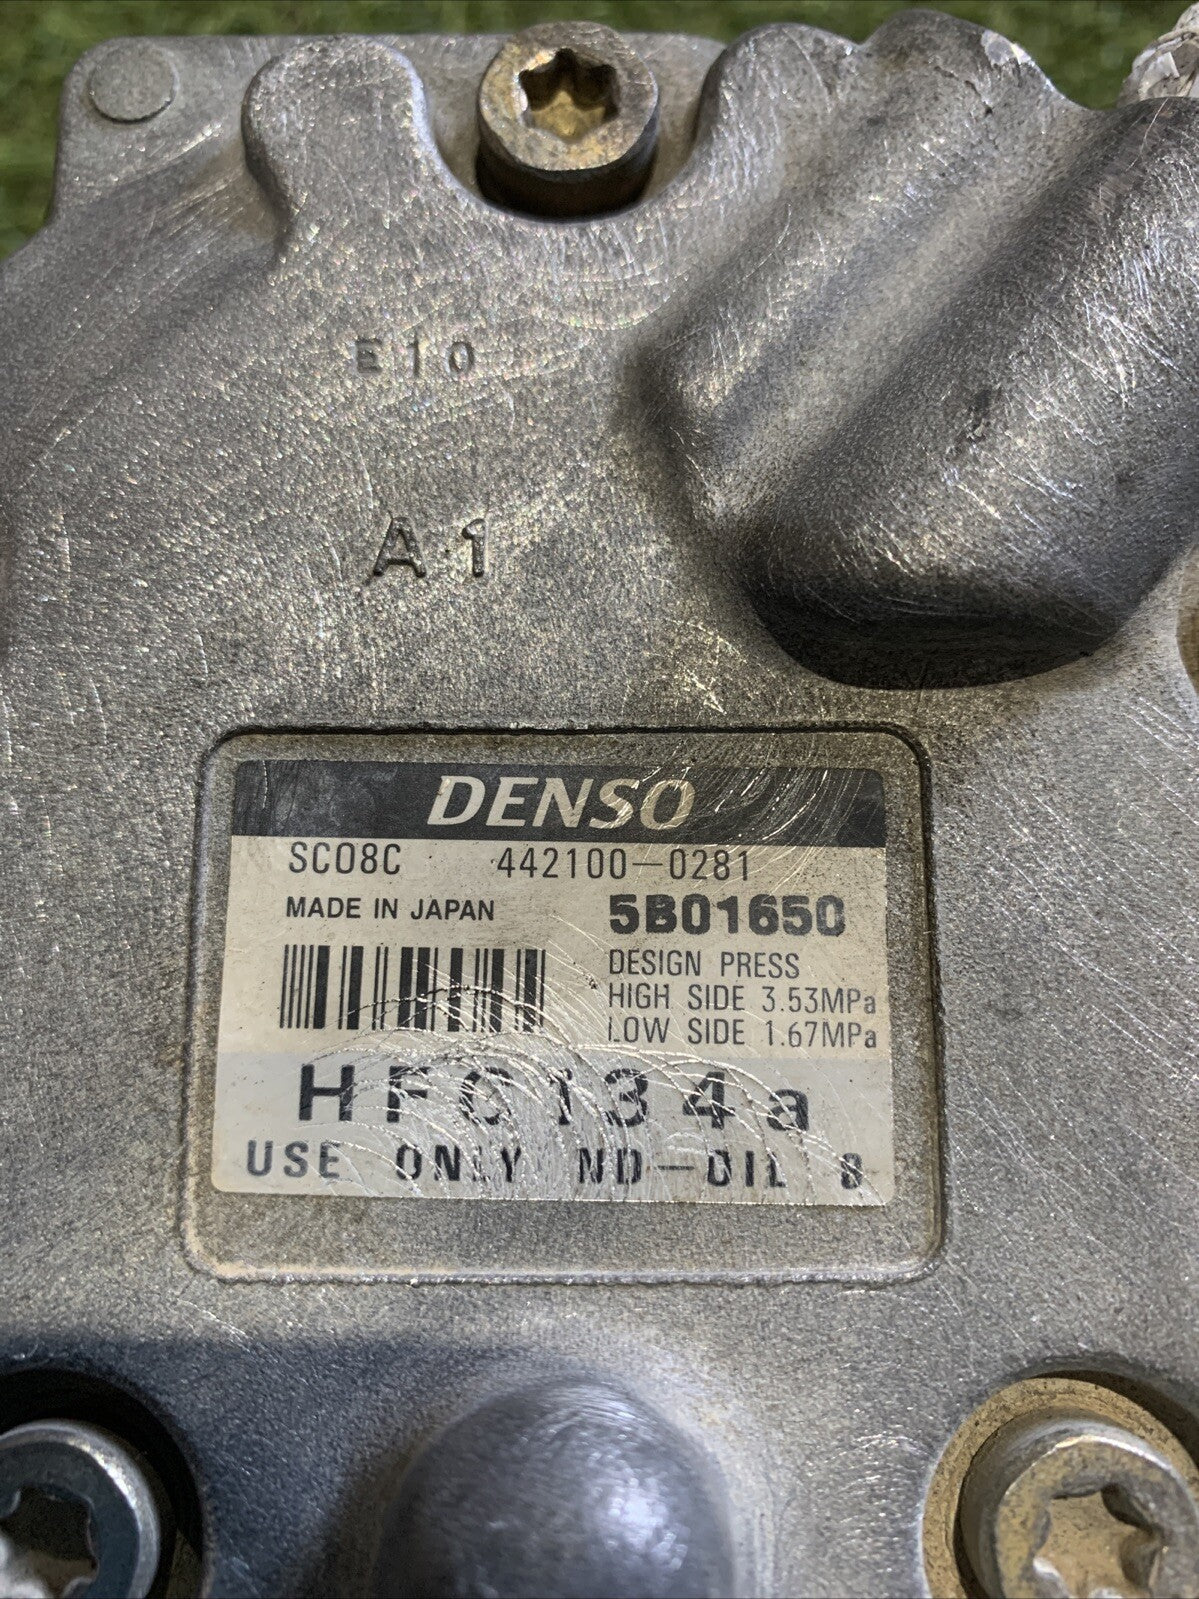 E10
A1
DENSO
SC08C 442100-0281
MADE IN JAPAN 5B01650
DESIGN PRESS
HIGH SIDE 3.53MPa
LOW SIDE 1.67MPa
HFC134a
USE ONLY ND-OIL 8